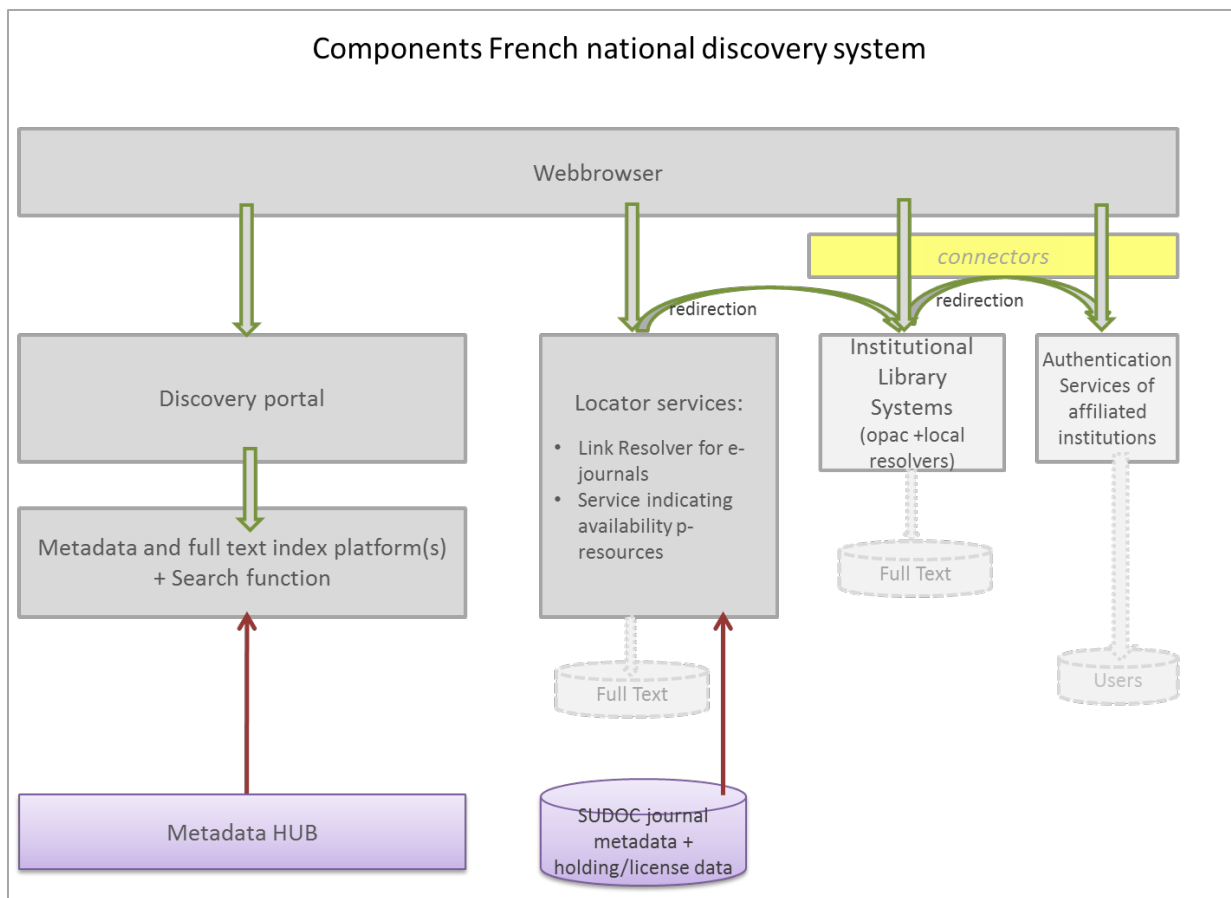 Components French national discovery system
Webbrowser
connectors
redirection
redirection
Discovery portal
Metadata and full text index platform(s)
+ Search function
Locator services:
• Link Resolver for e-
journals
• Service indicating
availability p-
resources
Institutional
Library
Systems
(opac +local
resolvers)
Authentication
Services of
affiliated
institutions
Full Text
Full Text
Users
Metadata HUB
SUDOC journal
metadata +
holding/license data